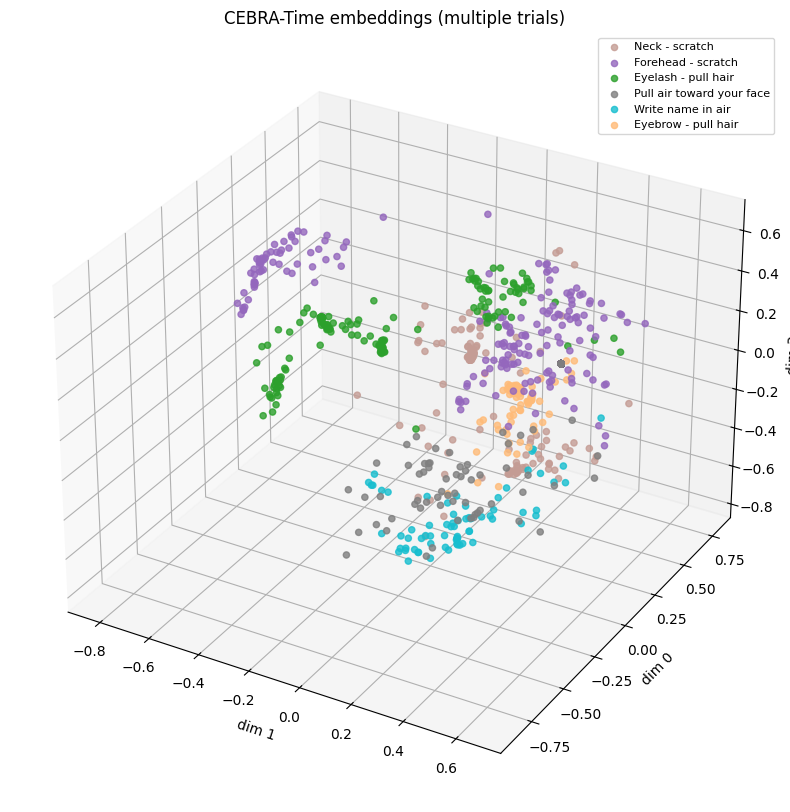 CEBRA-Time embeddings (multiple trials)
Neck - scratch
Forehead - scratch
Eyelash - pull hair
Pull air toward your face
Write name in air
Eyebrow - pull hair
0.6
0.4
0.2
0.0
−0.2
−0.4
−0.6
−0.8
0.75
0.50
0.25
0.00
−0.25
−0.50
−0.75
dim 0
−0.8
−0.6
−0.4
−0.2
0.0
0.2
0.4
0.6
dim 1